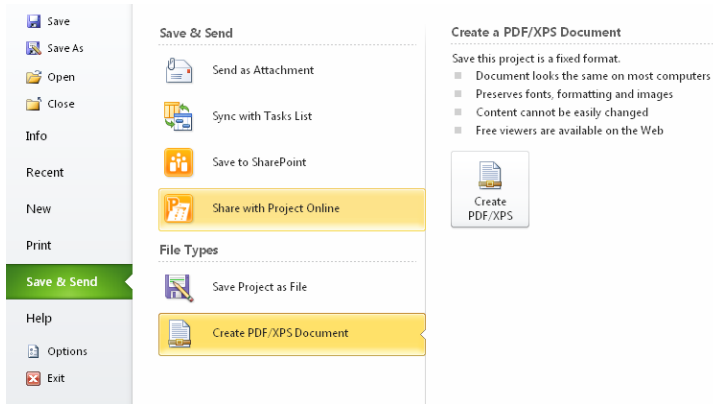 Save
Save As
Open
Close
Info
Recent
New
Print
Save & Send
Help
Options
Exit
Save & Send
Send as Attachment
Sync with Tasks List
Save to SharePoint
Share with Project Online
File Types
Save Project as File
Create PDF/XPS Document
Create a PDF/XPS Document
Save this project is a fixed format.
Document looks the same on most computers
Preserves fonts, formatting and images
Content cannot be easily changed
Free viewers are available on the Web
Create
PDF/XPS